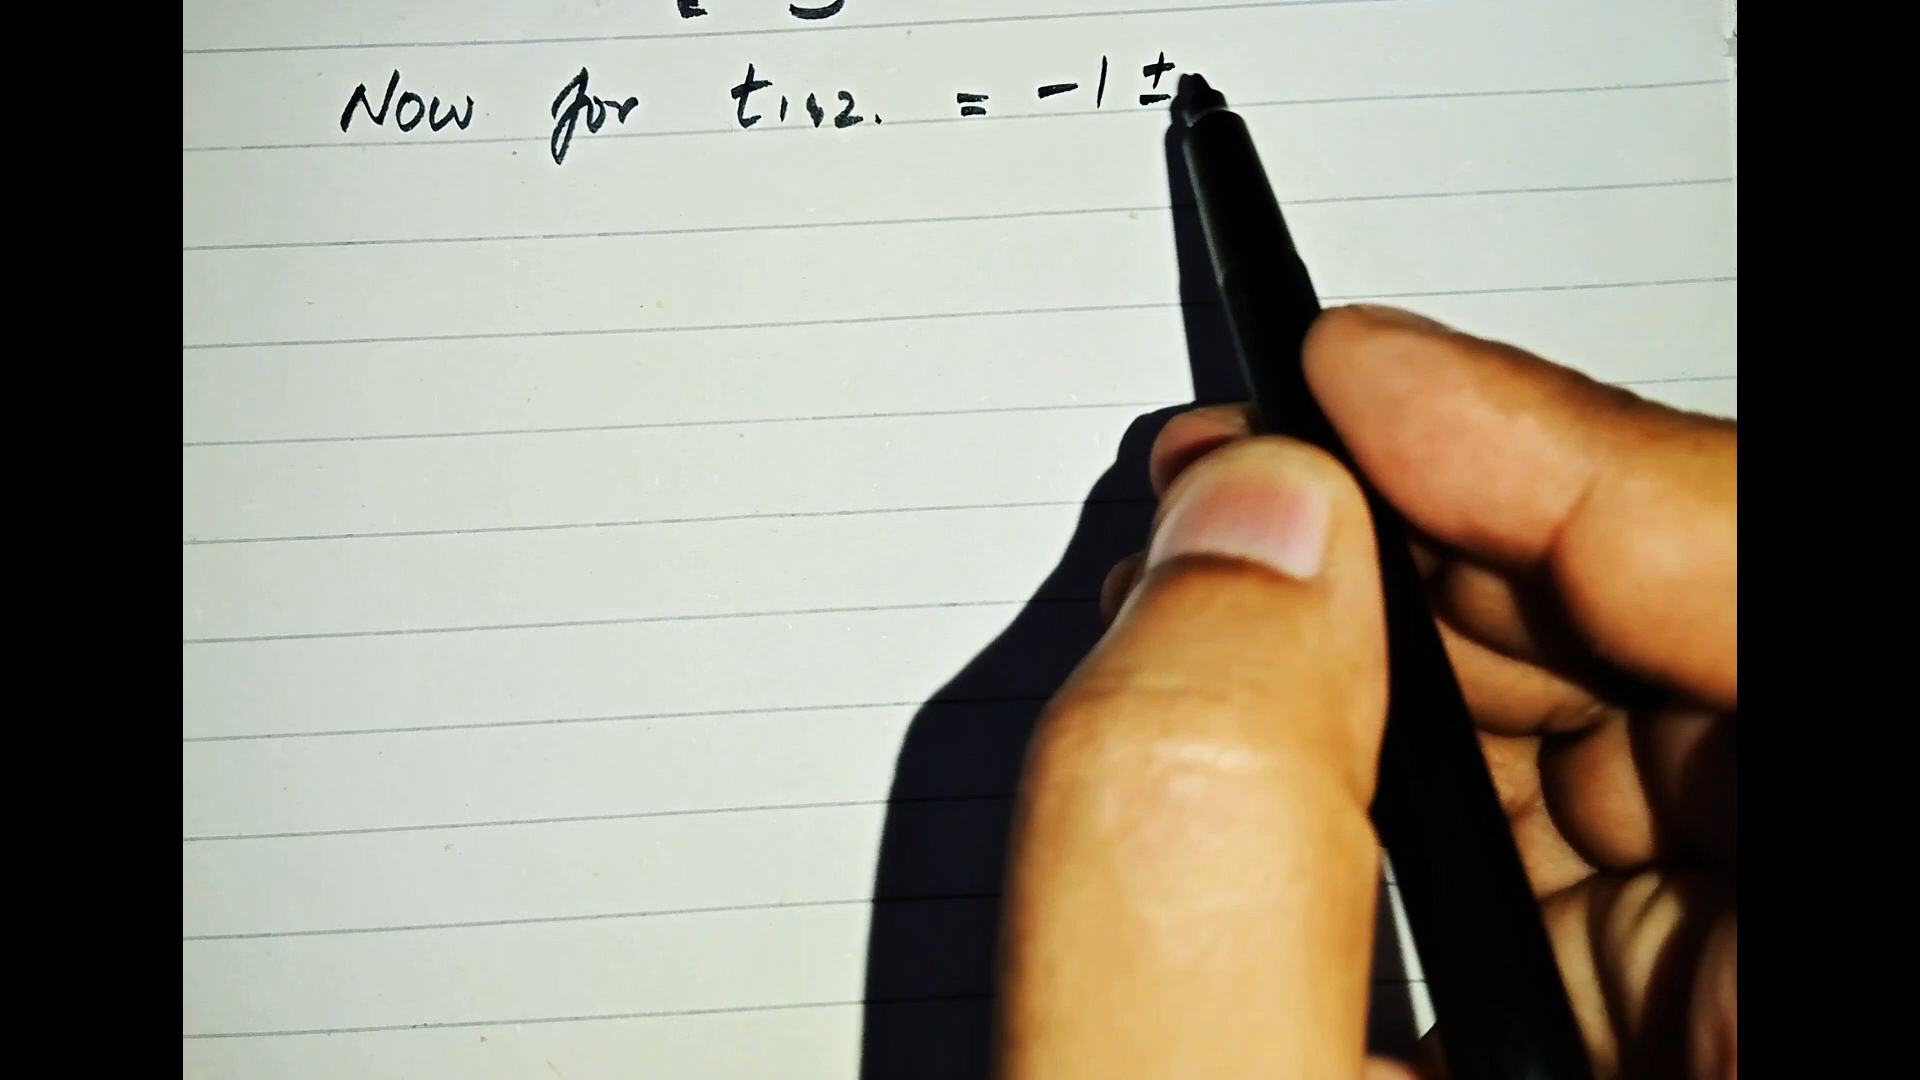 Now for t1&2. = -1 ±